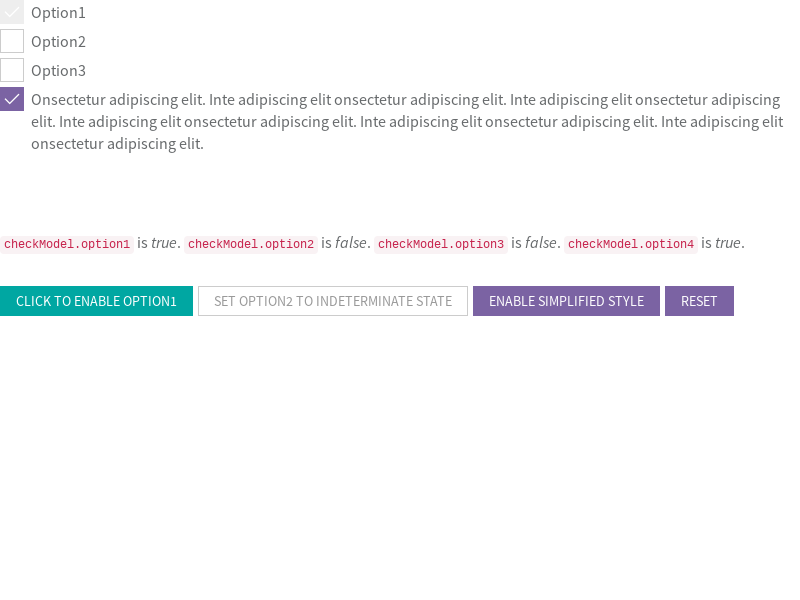 Option1
Option2
Option3
Onsectetur adipiscing elit. Inte adipiscing elit onsectetur adipiscing elit. Inte adipiscing elit onsectetur adipiscing
elit. Inte adipiscing elit onsectetur adipiscing elit. Inte adipiscing elit onsectetur adipiscing elit. Inte adipiscing elit
onsectetur adipiscing elit.
checkModel.option1 is true. checkModel.option2 is false. checkModel.option3 is false. checkModel.option4 is true.
CLICK TO ENABLE OPTION1 SET OPTION2 TO INDETERMINATE STATE ENABLE SIMPLIFIED STYLE RESET